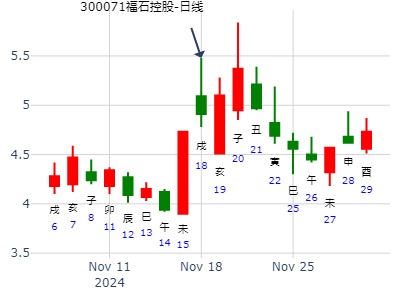 300071福石控股-日线
5.5
5
4.5
4
3.5
戌 6
亥 7
子 8
卯 11
辰 12
巳 13
午 14
未 15
戌 18
亥 19
子 20
丑 21
寅 22
巳 25
午 26
未 27
申 28
酉 29
Nov 11
2024
Nov 18
Nov 25